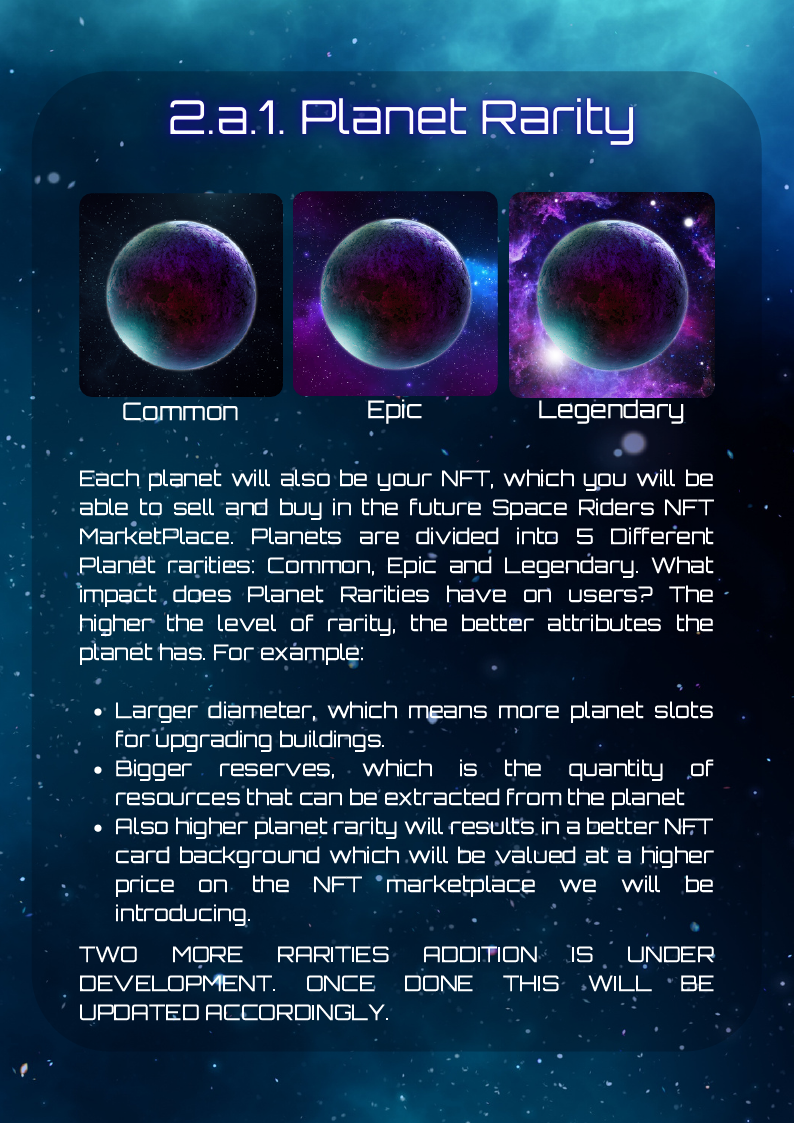 2.a.1. Planet Rarity
Common
Epic
Legendary
Each planet will also be your NFT, which you will be
able to sell and buy in the future Space Riders NFT
MarketPlace. Planets are divided into 5 Different
Planet rarities: Common, Epic and Legendary. What
impact does Planet Rarities have on users? The
higher the level of rarity, the better attributes the
planet has. For example:
• Larger diameter, which means more planet slots
for upgrading buildings.
• Bigger reserves, which is the quantity of
resources that can be extracted from the planet
• Also higher planet rarity will results in a better NFT
card background which will be valued at a higher
price on the NFT marketplace we will be
introducing.
TWO MORE RARITIES ADDITION IS UNDER
DEVELOPMENT. ONCE DONE THIS WILL BE
UPDATED ACCORDINGLY.